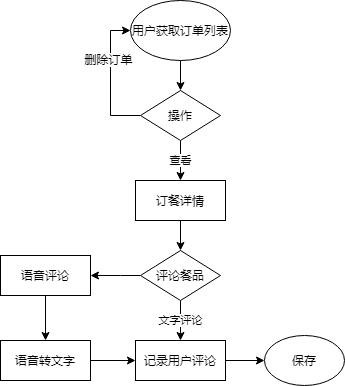 用户获取订单列表
删除订单
操作
查看
订餐详情
语音评论
评论餐品
文字评论
语音转文字
记录用户评论
保存